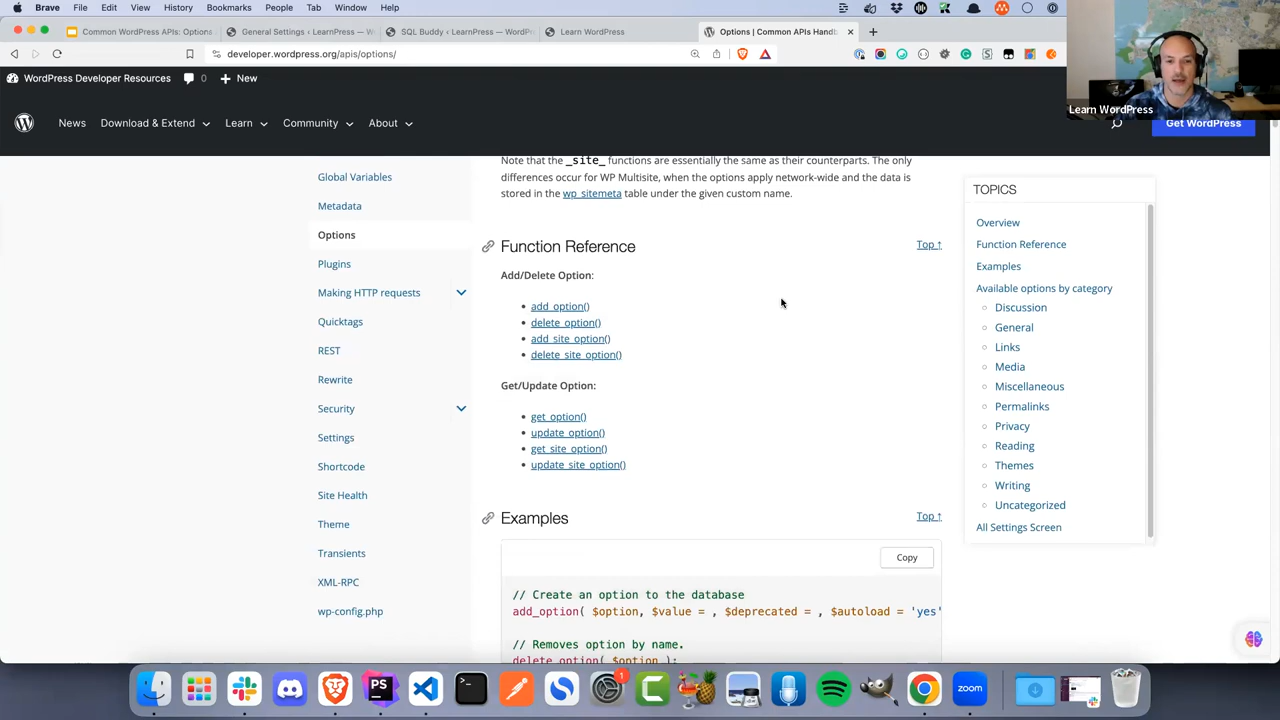 Brave File Edit View History Bookmarks People Tab Window Help
Common WordPress APIs: Options
General Settings ‹ LearnPress — WordPr
SQL Buddy ‹ LearnPress — WordPr
Learn WordPress
Options | Common APIs Handb
developer.wordpress.org/apis/options/
WordPress Developer Resources 0 New
Learn WordPress
News Download & Extend Learn Community About
Get WordPress
Global Variables
Metadata
Options
Plugins
Making HTTP requests
Quicktags
REST
Rewrite
Security
Settings
Shortcode
Site Health
Theme
Transients
XML-RPC
wp-config.php
Note that the _site_ functions are essentially the same as their counterparts. The only
differences occur for WP Multisite, when the options apply network-wide and the data is
stored in the wp_sitemeta table under the given custom name.
Function Reference
Top ↑
Add/Delete Option:
add_option()
delete_option()
add_site_option()
delete_site_option()
Get/Update Option:
get_option()
update_option()
get_site_option()
update_site_option()
Examples
Top ↑
Copy
// Create an option to the database
add_option( $option, $value = , $deprecated = , $autoload = 'yes'
// Removes option by name.
delete_option( $option );
TOPICS
Overview
Function Reference
Examples
Available options by category
Discussion
General
Links
Media
Miscellaneous
Permalinks
Privacy
Reading
Themes
Writing
Uncategorized
All Settings Screen
1
PS
zoom